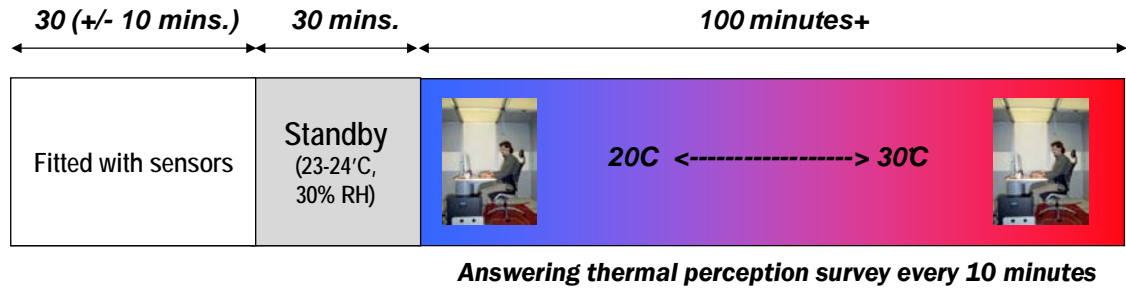 30 (+/- 10 mins.) 30 mins. 100 minutes+
Fitted with sensors
Standby
(23-24'C,
30% RH)
20C <------------------> 30℃
Answering thermal perception survey every 10 minutes